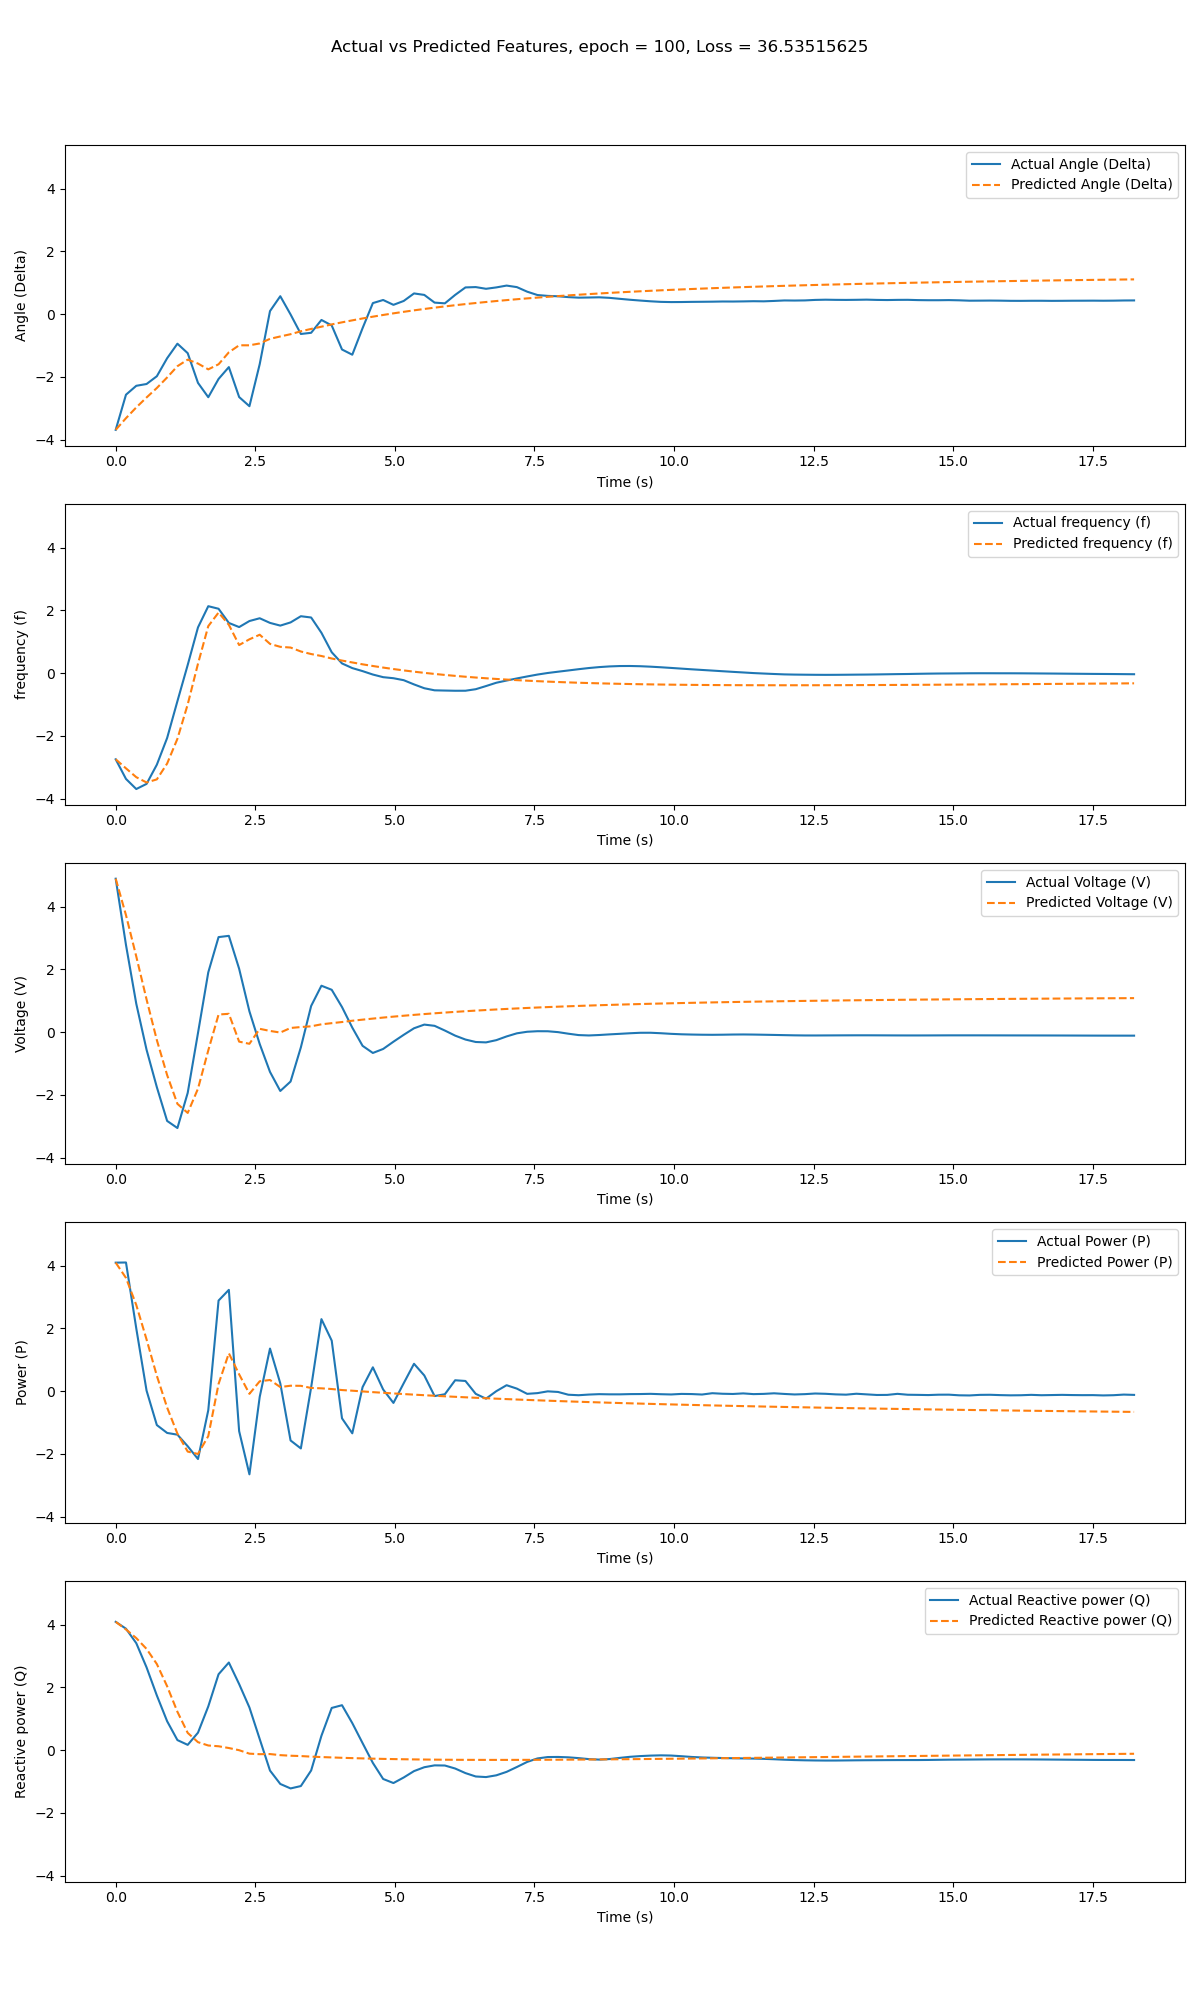 Actual vs Predicted Features, epoch = 100, Loss = 36.53515625
Actual Angle (Delta)
Predicted Angle (Delta)
Angle (Delta)
4
2
0
−2
−4
0.0 2.5 5.0 7.5 10.0 12.5 15.0 17.5
Time (s)
Actual frequency (f)
Predicted frequency (f)
frequency (f)
4
2
0
−2
−4
0.0 2.5 5.0 7.5 10.0 12.5 15.0 17.5
Time (s)
Actual Voltage (V)
Predicted Voltage (V)
Voltage (V)
4
2
0
−2
−4
0.0 2.5 5.0 7.5 10.0 12.5 15.0 17.5
Time (s)
Actual Power (P)
Predicted Power (P)
Power (P)
4
2
0
−2
−4
0.0 2.5 5.0 7.5 10.0 12.5 15.0 17.5
Time (s)
Actual Reactive power (Q)
Predicted Reactive power (Q)
Reactive power (Q)
4
2
0
−2
−4
0.0 2.5 5.0 7.5 10.0 12.5 15.0 17.5
Time (s)